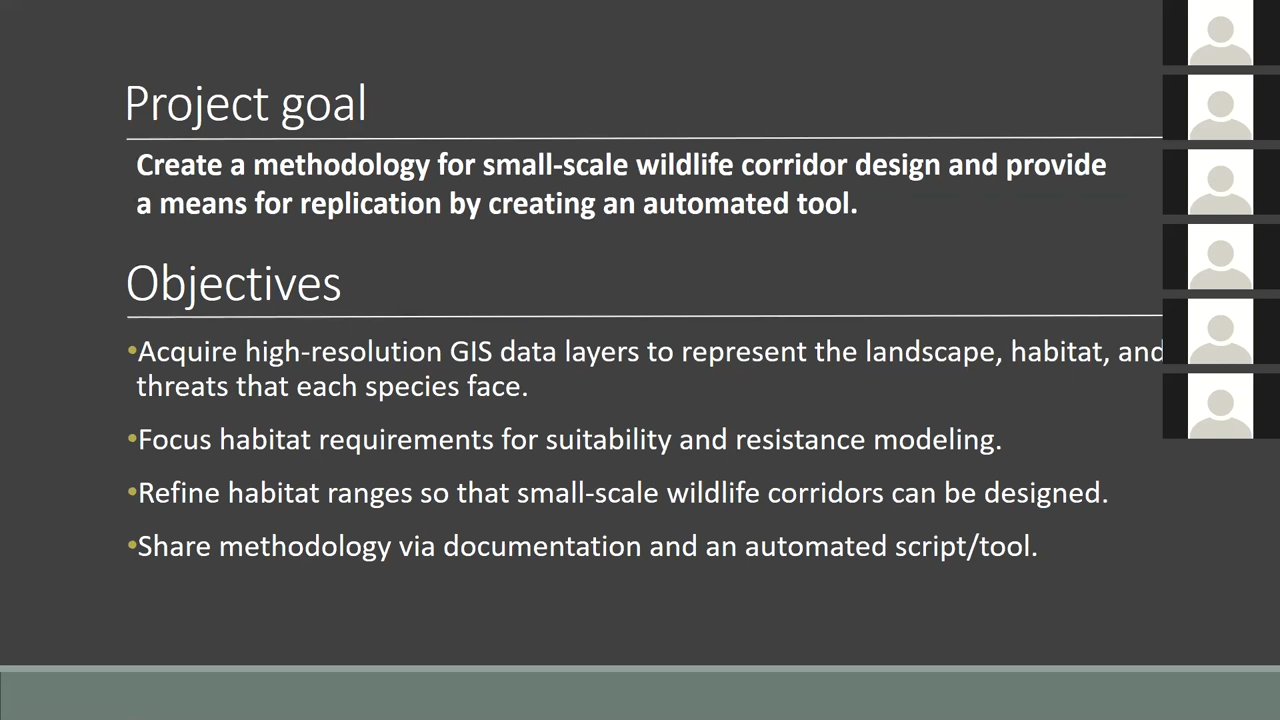 Project goal
Create a methodology for small-scale wildlife corridor design and provide
a means for replication by creating an automated tool.
Objectives
•Acquire high-resolution GIS data layers to represent the landscape, habitat, and
threats that each species face.
•Focus habitat requirements for suitability and resistance modeling.
•Refine habitat ranges so that small-scale wildlife corridors can be designed.
•Share methodology via documentation and an automated script/tool.